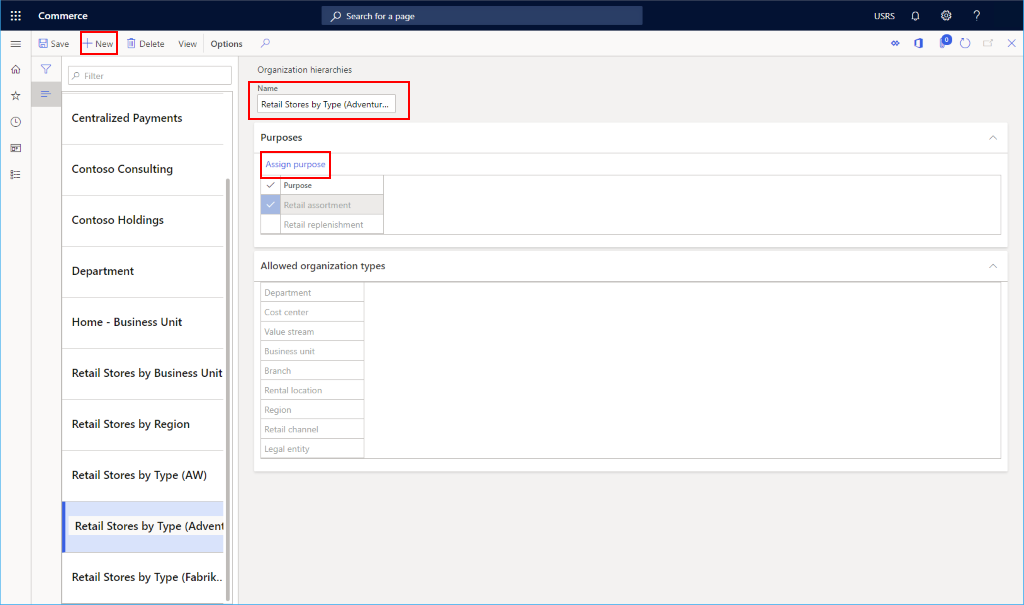 Commerce
Search for a page
USRS
?
Save
New
Delete
View
Options
0
Filter
Centralized Payments
Contoso Consulting
Contoso Holdings
Department
Home - Business Unit
Retail Stores by Business Unit
Retail Stores by Region
Retail Stores by Type (AW)
Retail Stores by Type (Advent
Retail Stores by Type (Fabrik...
Organization hierarchies
Name
Retail Stores by Type (Adventur...
Purposes
Assign purpose
Purpose
Retail assortment
Retail replenishment
Allowed organization types
Department
Cost center
Value stream
Business unit
Branch
Rental location
Region
Retail channel
Legal entity